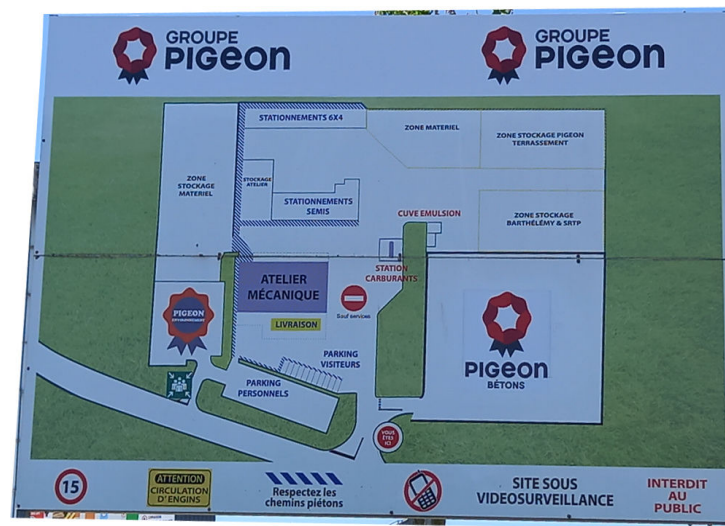 GROUPE
PIGEON
GROUPE
PIGEON
STATIONNEMENTS 6X4
ZONE MATERIEL
ZONE STOCKAGE PIGEON
TERRASSEMENT
ZONE
STOCKAGE
MATERIEL
STOCKAGE
ATELIER
STATIONNEMENTS
SEMIS
CUVE EMULSION
ZONE STOCKAGE
BARTHÉLÉMY & SRTP
STATION
CARBURANTS
ATELIER
MÉCANIQUE
Sauf services
LIVRAISON
PIGEON
ENVIRONNEMENT
PIGEON
BÉTONS
PARKING
VISITEURS
PARKING
PERSONNELS
VOUS
ÊTES
ICI
15
ATTENTION
CIRCULATION
D'ENGINS
Respectez les
chemins piétons
SITE SOUS
VIDEOSURVEILLANCE
INTERDIT
AU
PUBLIC